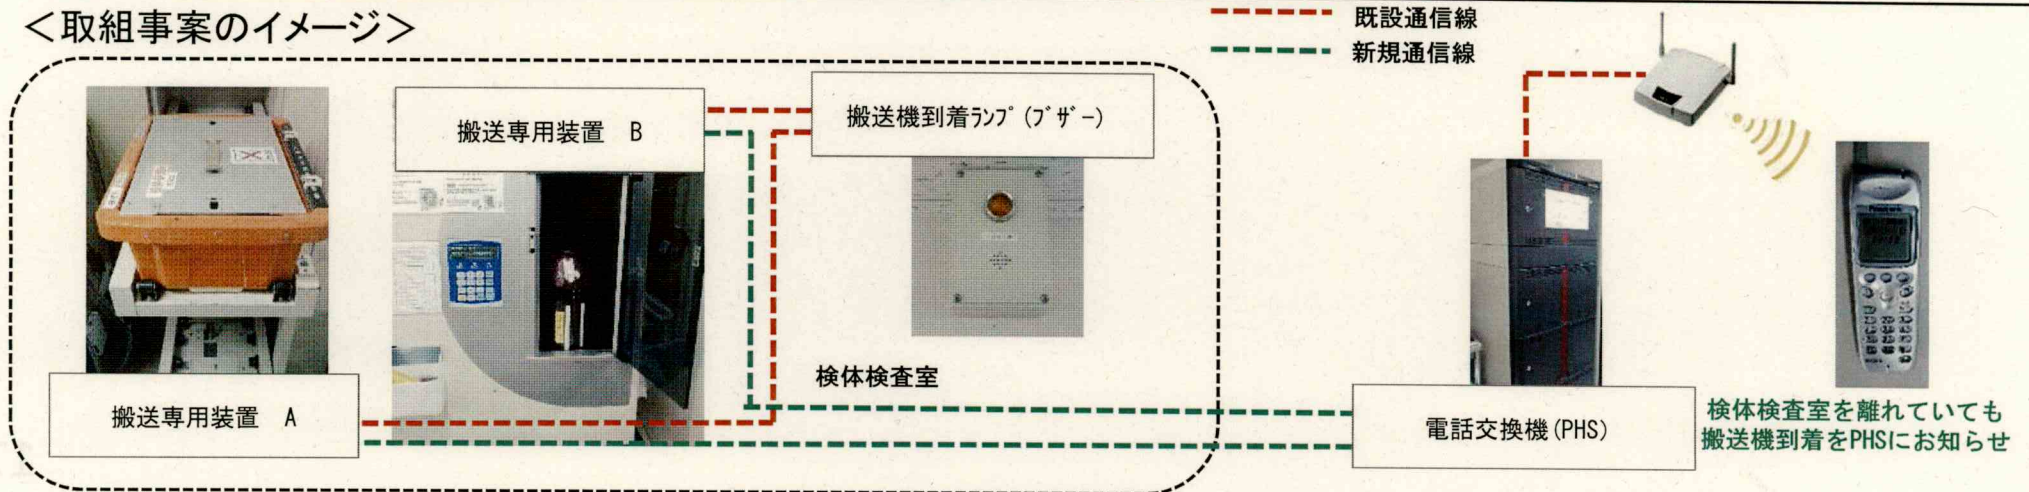 ＜取組事案のイメージ＞
既設通信線
新規通信線
搬送専用装置　B
搬送機到着ﾗﾝﾌﾟ(ﾌﾞｻﾞｰ)
検体検査室
搬送専用装置　A
電話交換機(PHS)
検体検査室を離れていても
搬送機到着をPHSにお知らせ